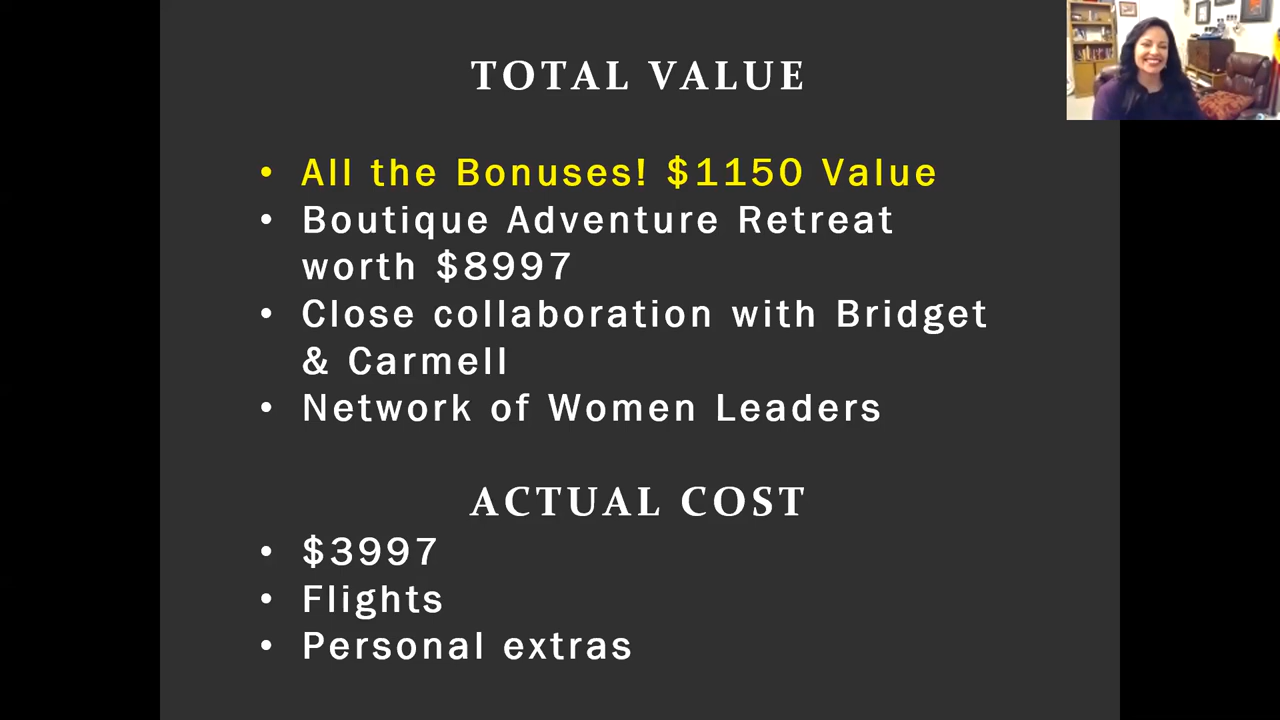 TOTAL VALUE
• All the Bonuses! $1150 Value
• Boutique Adventure Retreat
worth $8997
• Close collaboration with Bridget
& Carmell
• Network of Women Leaders
ACTUAL COST
• $3997
• Flights
• Personal extras